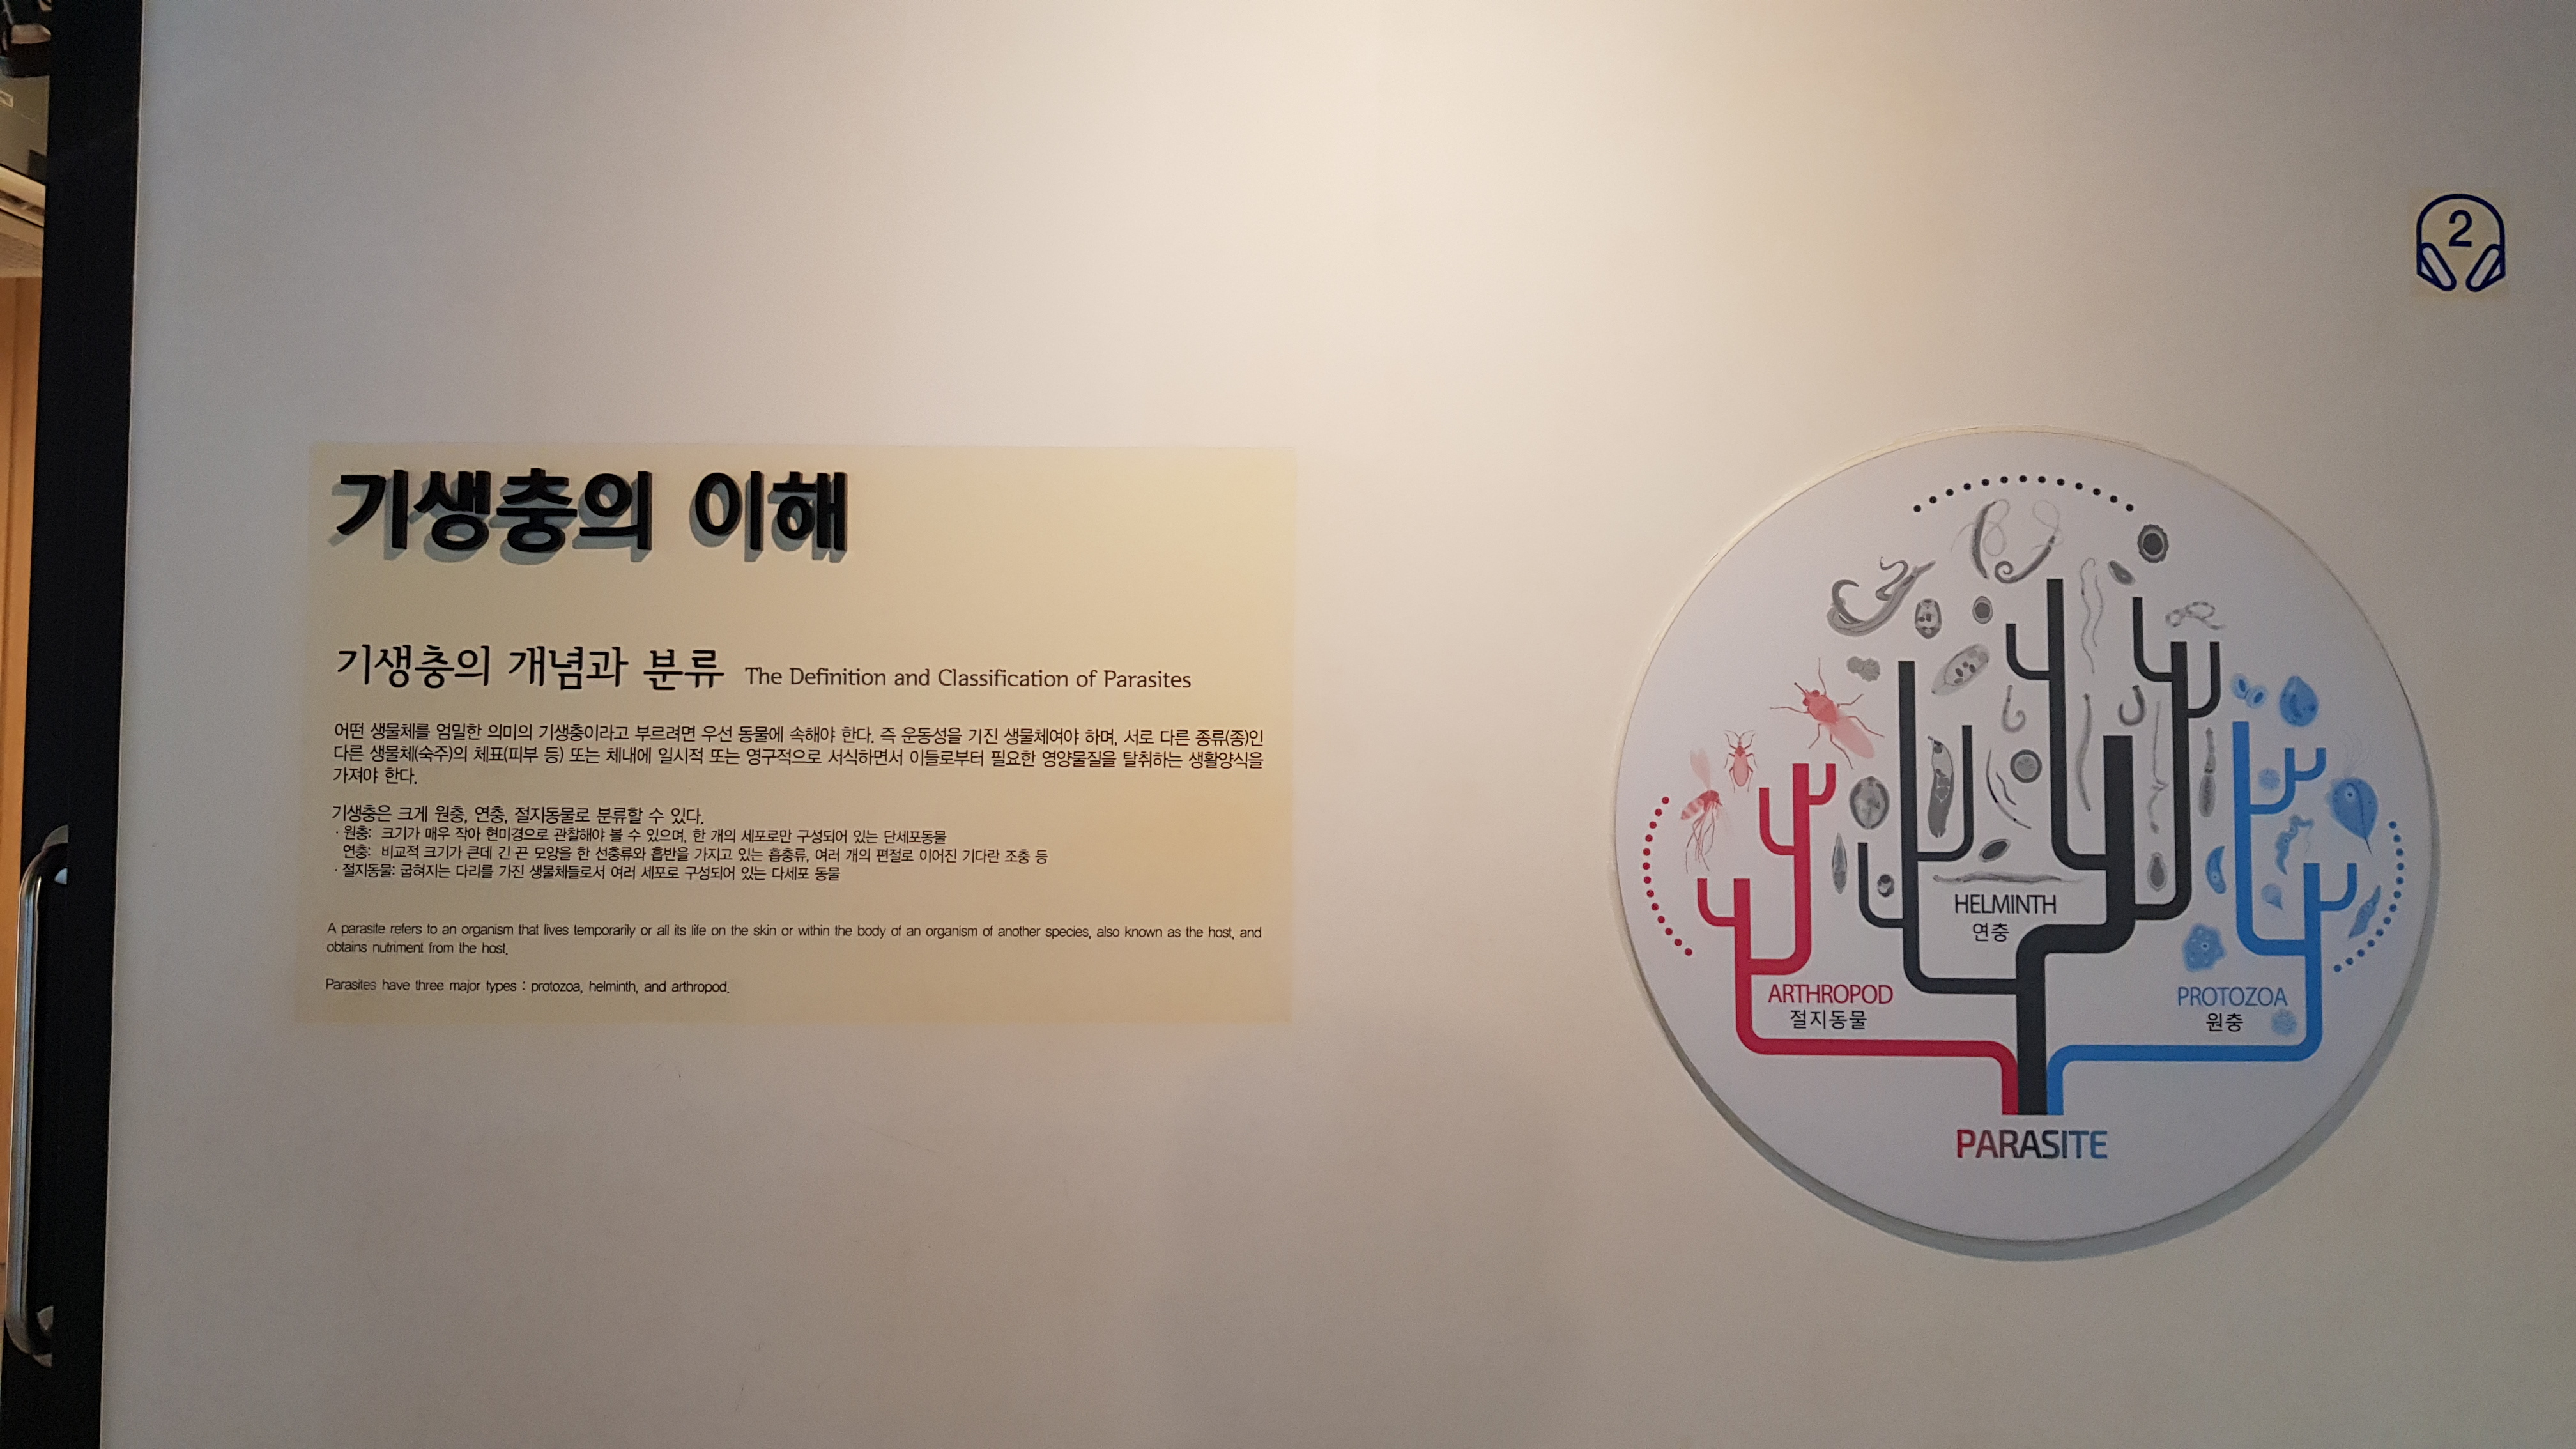 기생충의 이해
기생충의 개념과 분류 The Definition and Classification of Parasites
어떤 생물체를 엄밀한 의미의 기생충이라고 부르려면 우선 동물에 속해야 한다. 즉 운동성을 기진 생물체여야 하며, 서로 다른 종류(종)인
다른 생물체(숙주)의 체표(피부 등) 또는 체내에 일시적 또는 영구적으로 서식하면서 이들로부터 필요한 영양물질을 탈취하는 생활양식을
가져야 한다.
기생충은 크게 원충, 연충, 절지동물로 분류할 수 있다.
· 원충: 크기가 매우 작아 현미경으로 관찰해야 볼 수 있으며, 한 개의 세포로만 구성되어 있는 단세포동물
연충: 비교적 크기가 큰데 긴 끈 모양을 한 선충류와 흡반을 가지고 있는 흡충류, 여러 개의 편절로 이어진 기다란 조충 등
· 절지동물: 굽혀지는 다리를 가진 생물체들로서 여러 세포로 구성되어 있는 다세포 동물
A parasite refers to an organism that lives temporarily or all its life on the skin or within the body of an organism of another species, also known as the host, and
obtains nutriment from the host.
Parasites have three major types : protozoa, helminth, and arthropod.
2
HELMINTH
연충
ARTHROPOD
절지동물
PROTOZOA
원충
PARASITE